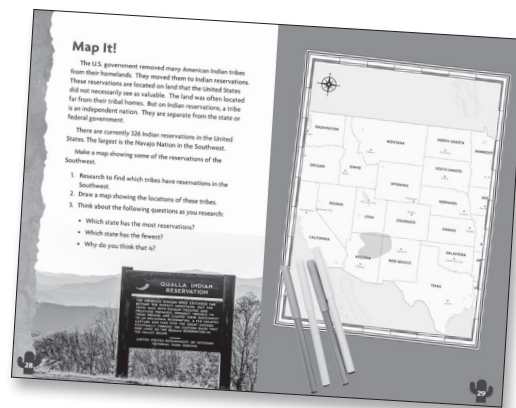 Map It!
The U.S. government removed many American Indian tribes
from their homelands. They moved them to Indian reservations.
These reservations are located on land that the United States
did not necessarily see as valuable. The land was often located
far from their tribal homes. But on Indian reservations, a tribe
is an independent nation. They are separate from the state or
federal government.
There are currently 326 Indian reservations in the United
States. The largest is the Navajo Nation in the Southwest.
Make a map showing some of the reservations of the
Southwest.
1. Research to find which tribes have reservations in the
Southwest.
2. Draw a map showing the locations of these tribes.
3. Think about the following questions as you research:
• Which state has the most reservations?
• Which state has the fewest?
• Why do you think that is?
QUALLA INDIAN
RESERVATION
28
WASHINGTON
MONTANA
NORTH DAKOTA
OREGON
IDAHO
SOUTH DAKOTA
WYOMING
NEBRASKA
NEVADA
UTAH
COLORADO
KANSAS
CALIFORNIA
ARIZONA
NEW MEXICO
OKLAHOMA
TEXAS
29